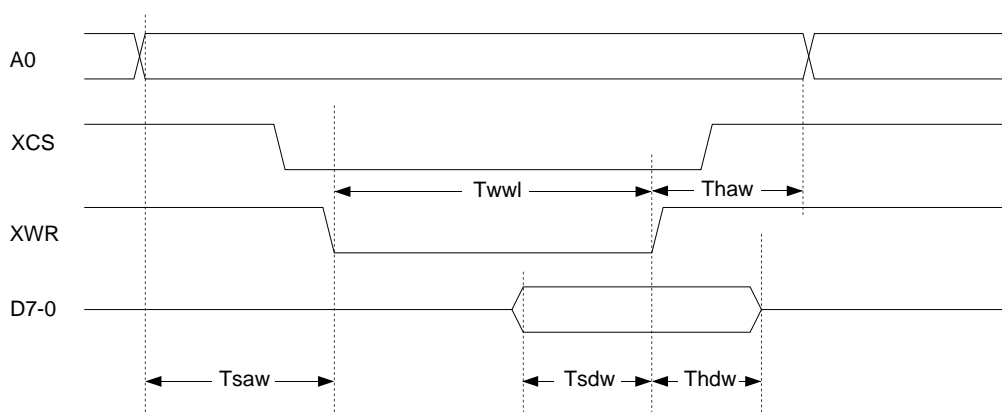 A0
XCS
Twwl
Thaw
XWR
D7-0
Tsaw
Tsdw
Thdw